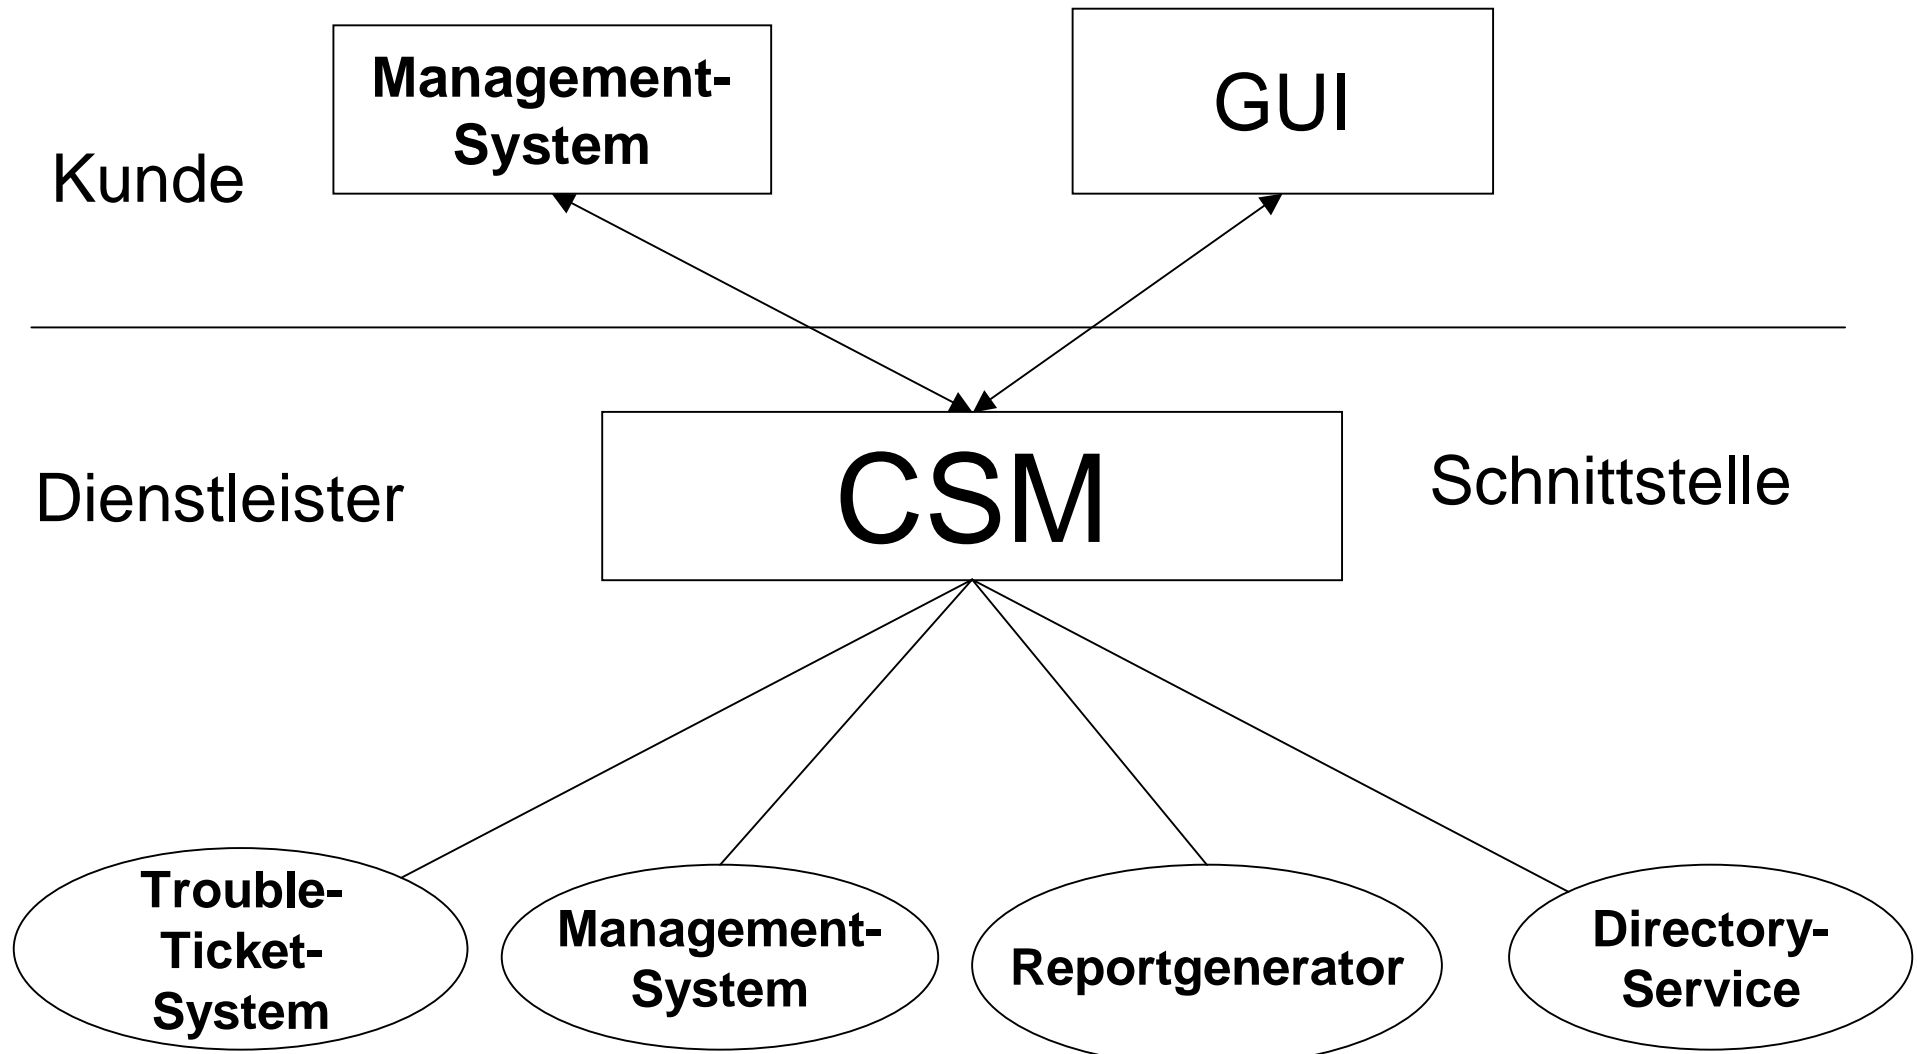 Management-
System
GUI
Kunde
Dienstleister
CSM
Schnittstelle
Trouble-
Ticket-
System
Management-
System
Reportgenerator
Directory-
Service